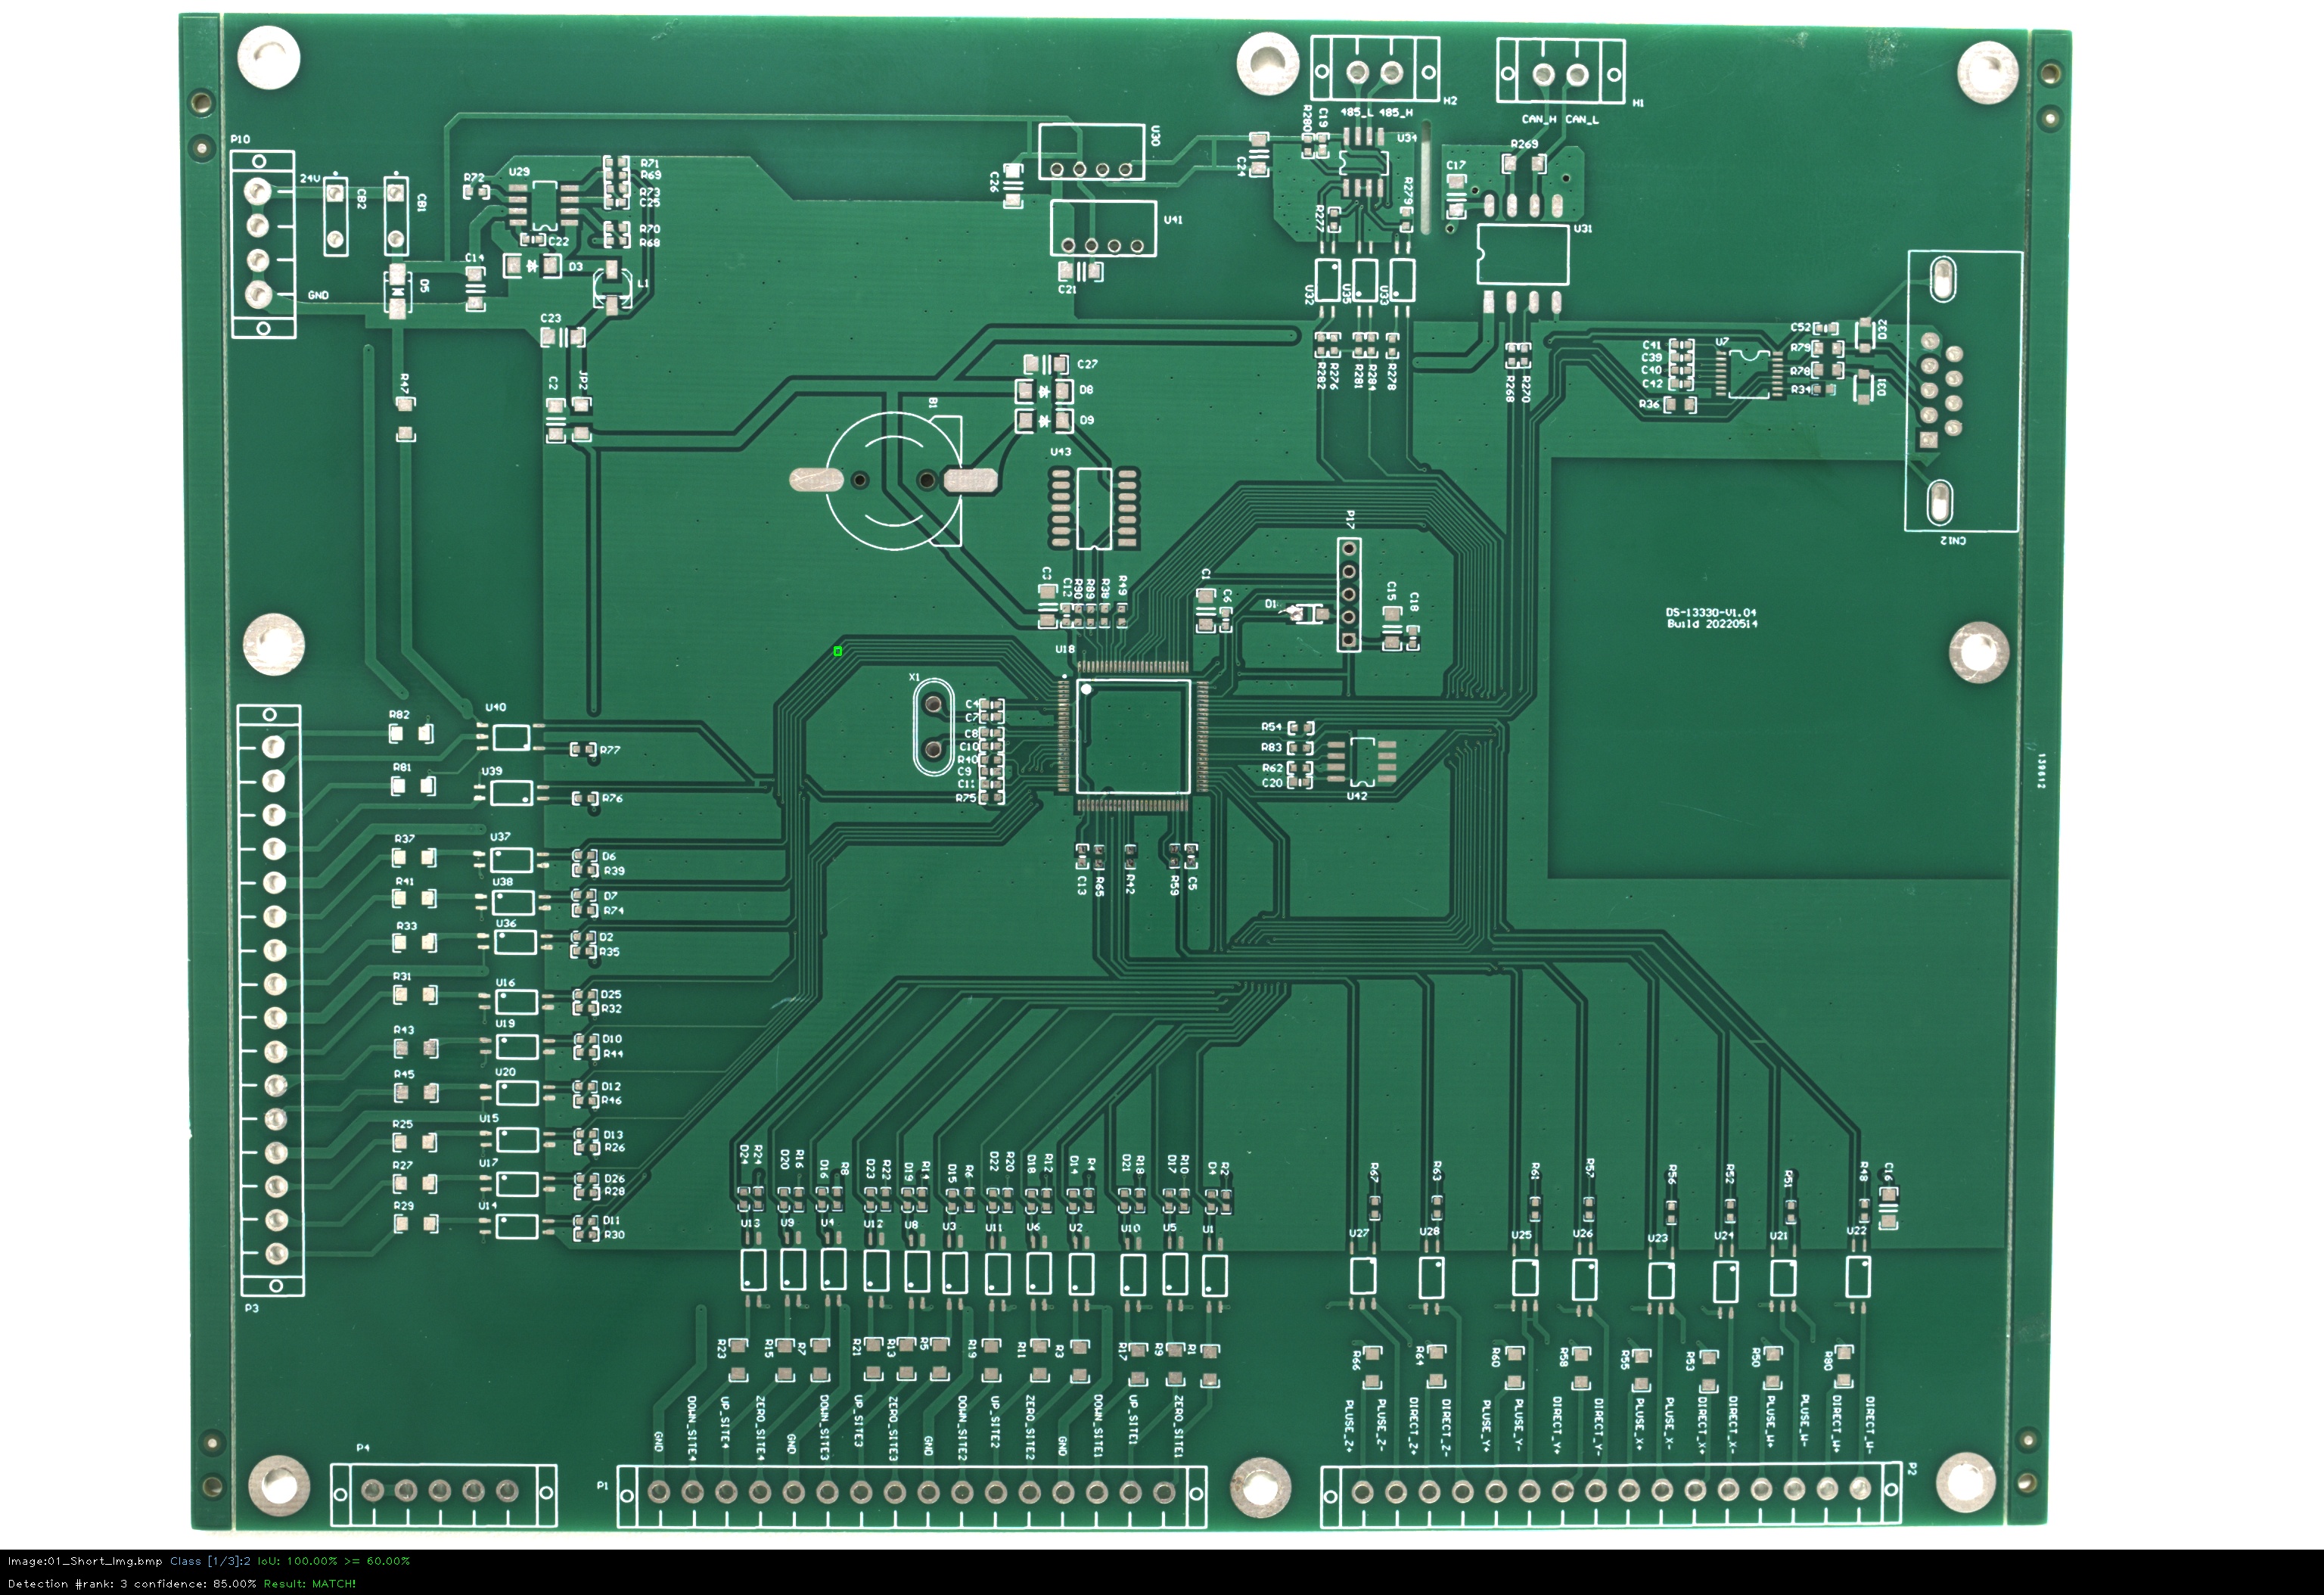 H2
H1
485_L 485_H
CAN_H CAN_L
P10
24V
CB2
CB1
R72
U29
R71
R69
R73
C25
R70
R68
C22
D3
C14
D5
L1
GND
C23
C2
JP2
R47
U30
C26
U41
C21
C24
R280
C19
U34
R277
R279
C17
R269
U31
U32
U35
U33
R282
R276
R281
R284
R278
R268
R270
C41
C39
C40
C42
R36
U7
C52
R79
R78
R34
D32
D31
CN12
C27
D8
D9
B1
U43
P17
C3
C12
R90
R89
R38
R49
C1
C6
D1
C15
C18
DS-13330-V1.04
Build 20220514
U18
X1
C4
C7
C8
C10
R40
C9
C11
R75
R54
R83
R62
C20
U42
139612
R82
U40
R77
R81
U39
R76
R37
U37
D6
R39
R41
U38
D7
R74
R33
U36
D2
R35
R31
U16
D25
R32
R43
U19
D10
R44
R45
U20
D12
R46
R25
U15
D13
R26
R27
U17
D26
R28
R29
U14
D11
R30
P3
C13
R65
R42
R59
C5
D24
R24
D20
R16
D16
R8
D23
R22
D19
R14
D15
R6
D22
R20
D18
R12
D14
R4
D21
R18
D17
R10
D4
R2
U13
U9
U4
U12
U8
U3
U11
U6
U2
U10
U5
U1
R67
R63
R61
R57
R56
R52
R51
R48
C16
U27
U28
U25
U26
U23
U24
U21
U22
R23
R15
R7
R21
R13
R5
R19
R11
R3
R17
R9
R1
R66
R64
R60
R58
R55
R53
R50
R80
GND
DOWN_SITE4
UP_SITE4
ZERO_SITE4
GND
DOWN_SITE3
UP_SITE3
ZERO_SITE3
GND
DOWN_SITE2
UP_SITE2
ZERO_SITE2
GND
DOWN_SITE1
UP_SITE1
ZERO_SITE1
PLUSE_Z+
PLUSE_Z-
DIRECT_Z+
DIRECT_Z-
PLUSE_Y+
PLUSE_Y-
DIRECT_Y+
DIRECT_Y-
PLUSE_X+
PLUSE_X-
DIRECT_X+
DIRECT_X-
PLUSE_W+
PLUSE_W-
DIRECT_W+
DIRECT_W-
P4
P1
P2
Image:01_Short_Img.bmp Class [1/3]:2 IoU: 100.00% >= 60.00%
Detection #rank: 3 confidence: 85.00% Result: MATCH!